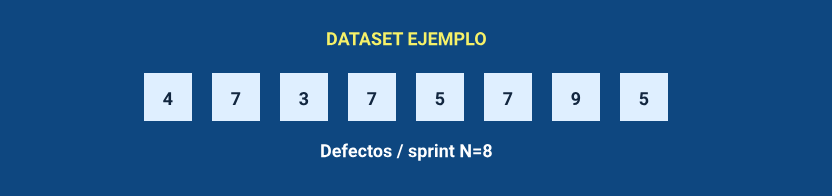 DATASET EJEMPLO
4 7 3 7 5 7 9 5
Defectos / sprint N=8